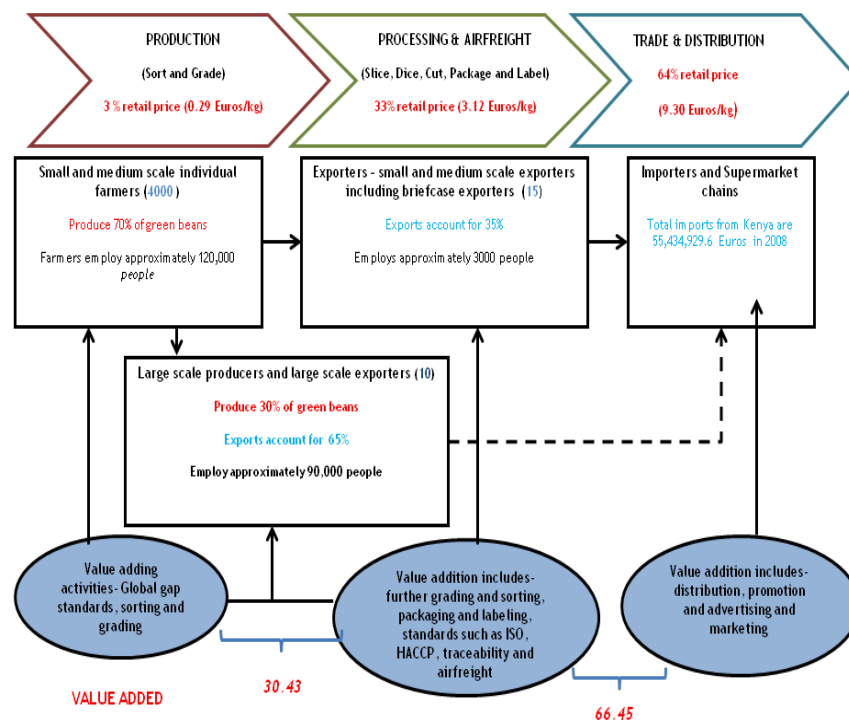 PRODUCTION
(Sort and Grade)
3 % retail price (0.29 Euros/kg)
PROCESSING & AIRFREIGHT
(Slice, Dice, Cut, Package and Label)
33% retail price (3.12 Euros/kg)
TRADE & DISTRIBUTION
64% retail price
(9.30 Euros/kg)
Small and medium scale individual
farmers (4000 )
Produce 70% of green beans
Farmers employ approximately 120,000
people
Exporters - small and medium scale exporters
including briefcase exporters (15)
Exports account for 35%
Employs approximately 3000 people
Importers and Supermarket
chains
Total imports from Kenya are
55,434,929.6 Euros in 2008
Large scale producers and large scale exporters (10)
Produce 30% of green beans
Exports account for 65%
Employ approximately 90,000 people
Value adding
activities- Global gap
standards, sorting and
grading
Value addition includes-
further grading and sorting,
packaging and labeling,
standards such as ISO,
HACCP, traceability and
airfreight
Value addition includes-
distribution, promotion
and advertising and
marketing
VALUE ADDED
30.43
66.45